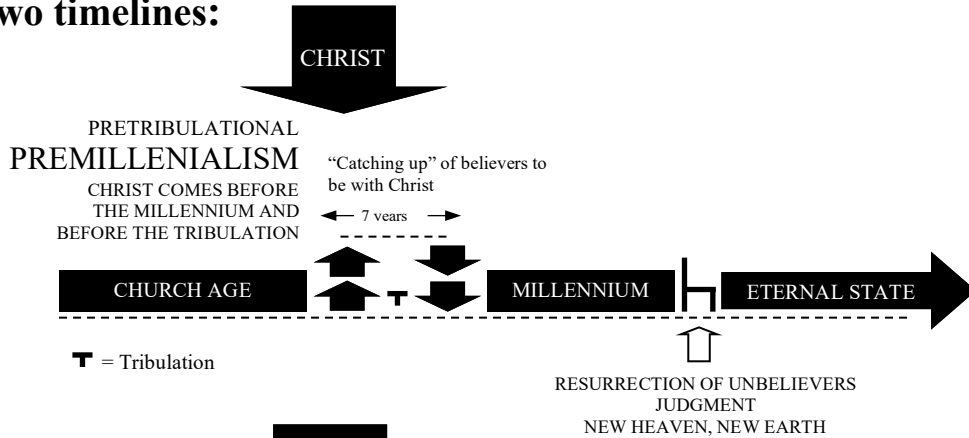 wo timelines:
CHRIST
PRETRIBULATIONAL
PREMILLENIALISM
CHRIST COMES BEFORE
THE MILLENNIUM AND
BEFORE THE TRIBULATION
“Catching up” of believers to
be with Christ
7 years
CHURCH AGE
T
MILLENNIUM
ETERNAL STATE
T = Tribulation
RESURRECTION OF UNBELIEVERS
JUDGMENT
NEW HEAVEN, NEW EARTH